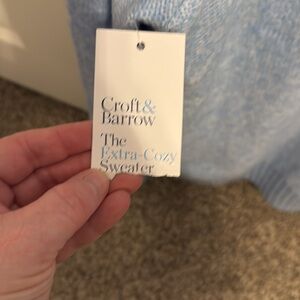 Croft&
Barrow
The
Extra-Cozy
Sweater